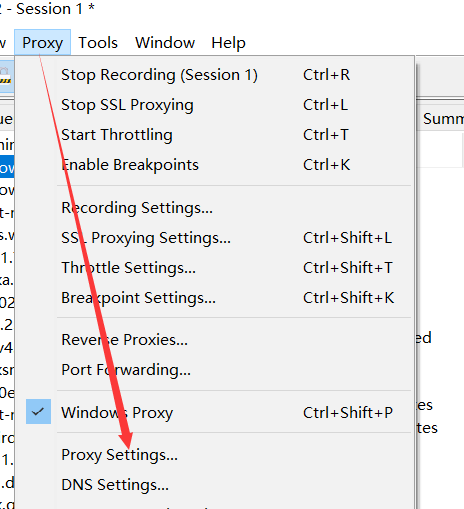 2 - Session 1 *
w Proxy Tools Window Help
Stop Recording (Session 1) Ctrl+R
Stop SSL Proxying Ctrl+L
Start Throttling Ctrl+T
Enable Breakpoints Ctrl+K
Recording Settings...
SSL Proxying Settings... Ctrl+Shift+L
Throttle Settings... Ctrl+Shift+T
Breakpoint Settings... Ctrl+Shift+K
Reverse Proxies...
Port Forwarding...
Windows Proxy Ctrl+Shift+P
Proxy Settings...
DNS Settings...
Summ
ed
es
tes